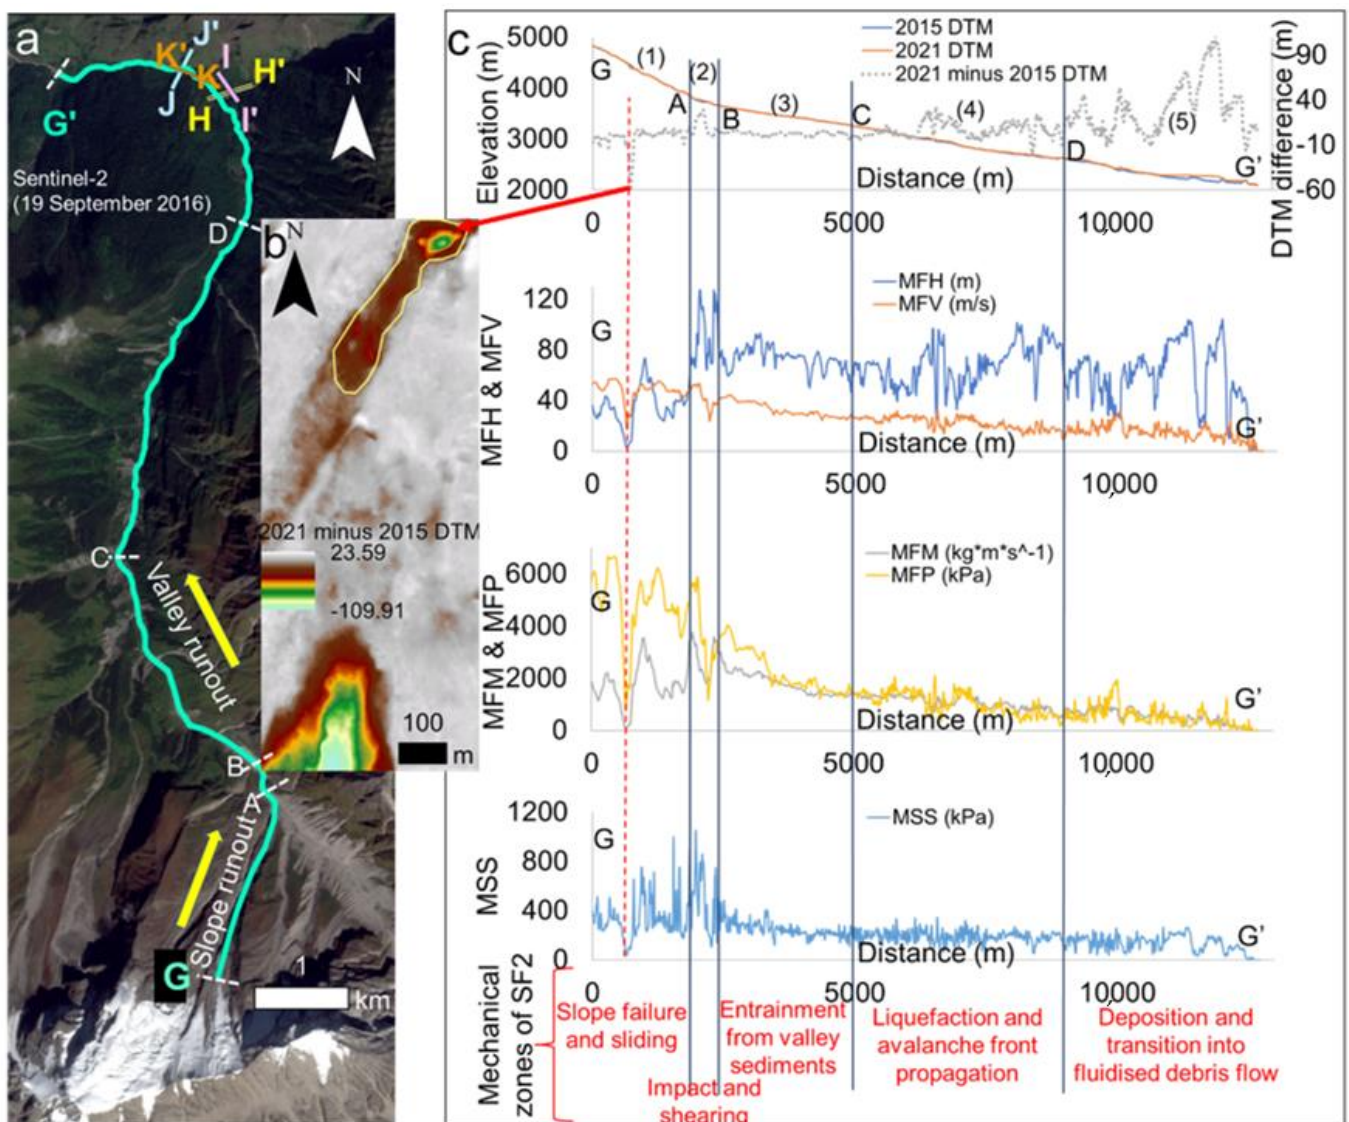 a
J'
K'
I
K
H'
J
H
I'
G'
N
Sentinel-2
(19 September 2016)
D
C
Valley runout
B
A
Slope runout
G
1
km
b
N
2021 minus 2015 DTM
23.59
-109.91
100
m
c
2015 DTM
2021 DTM
2021 minus 2015 DTM
Elevation (m)
5000
4000
3000
2000
G
(1)
(2)
(3)
(4)
(5)
A
B
C
D
G'
90
40
-10
-60
DTM difference (m)
Distance (m)
0
5000
10,000
MFH (m)
MFV (m/s)
MFH & MFV
120
80
40
0
G
G'
Distance (m)
0
5000
10,000
MFM (kg*m*s^-1)
MFP (kPa)
MFM & MFP
6000
4000
2000
0
G
G'
Distance (m)
0
5000
10,000
MSS (kPa)
MSS
1200
800
400
0
G
G'
Distance (m)
0
5000
10,000
Mechanical
zones of SF2
Slope failure
and sliding
Impact and
shearing
Entrainment
from valley
sediments
Liquefaction and
avalanche front
propagation
Deposition and
transition into
fluidised debris flow